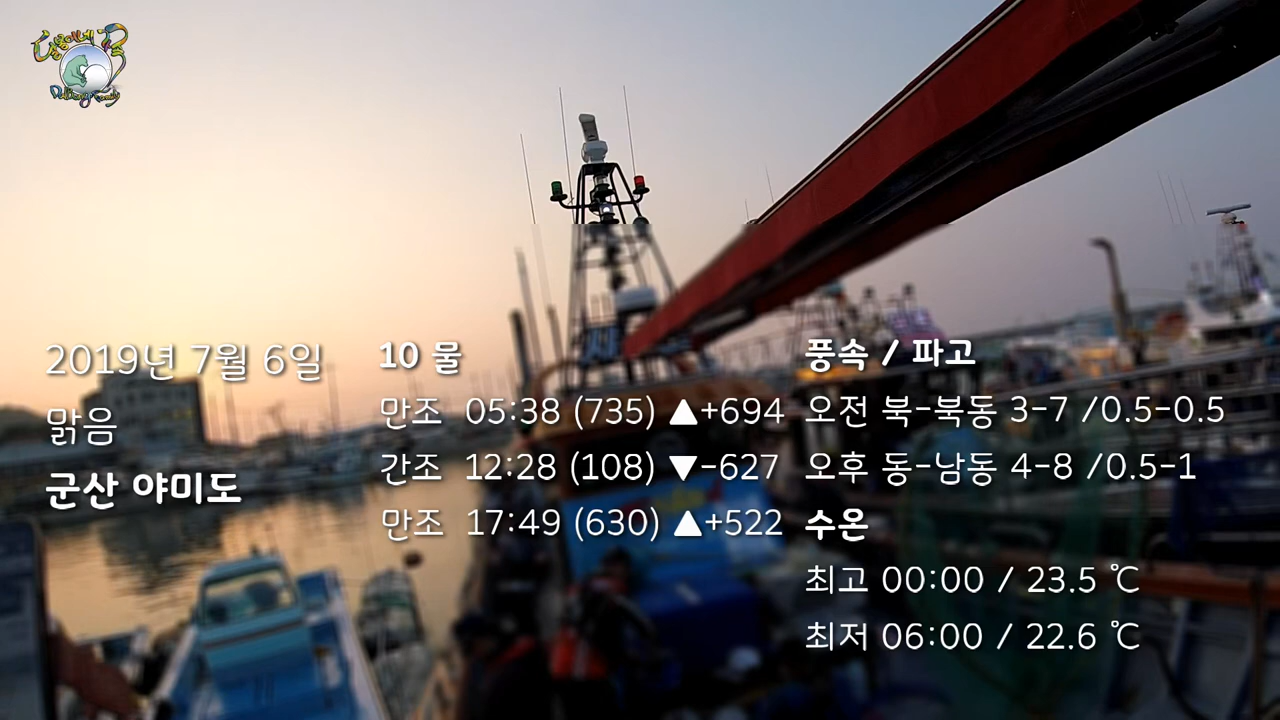 2019년 7월 6일
맑음
군산 야미도
10 물
만조 05:38 (735) ▲+694
간조 12:28 (108) ▼-627
만조 17:49 (630) ▲+522
풍속 / 파고
오전 북-북동 3-7 /0.5-0.5
오후 동-남동 4-8 /0.5-1
수온
최고 00:00 / 23.5 ℃
최저 06:00 / 22.6 ℃